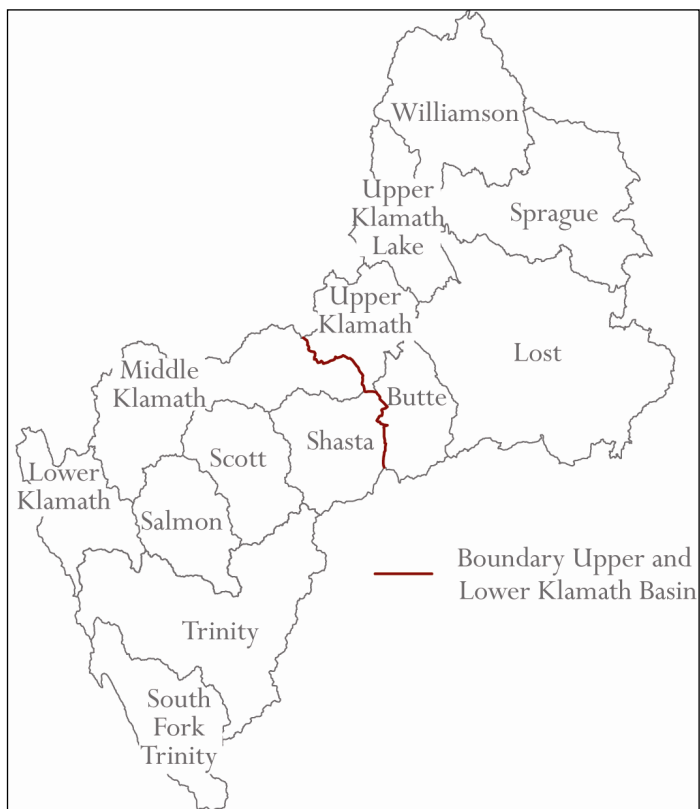 Williamson
Upper
Klamath
Lake
Sprague
Upper
Klamath
Lost
Middle
Klamath
Butte
Shasta
Scott
Lower
Klamath
Salmon
Boundary Upper and
Lower Klamath Basin
Trinity
South
Fork
Trinity